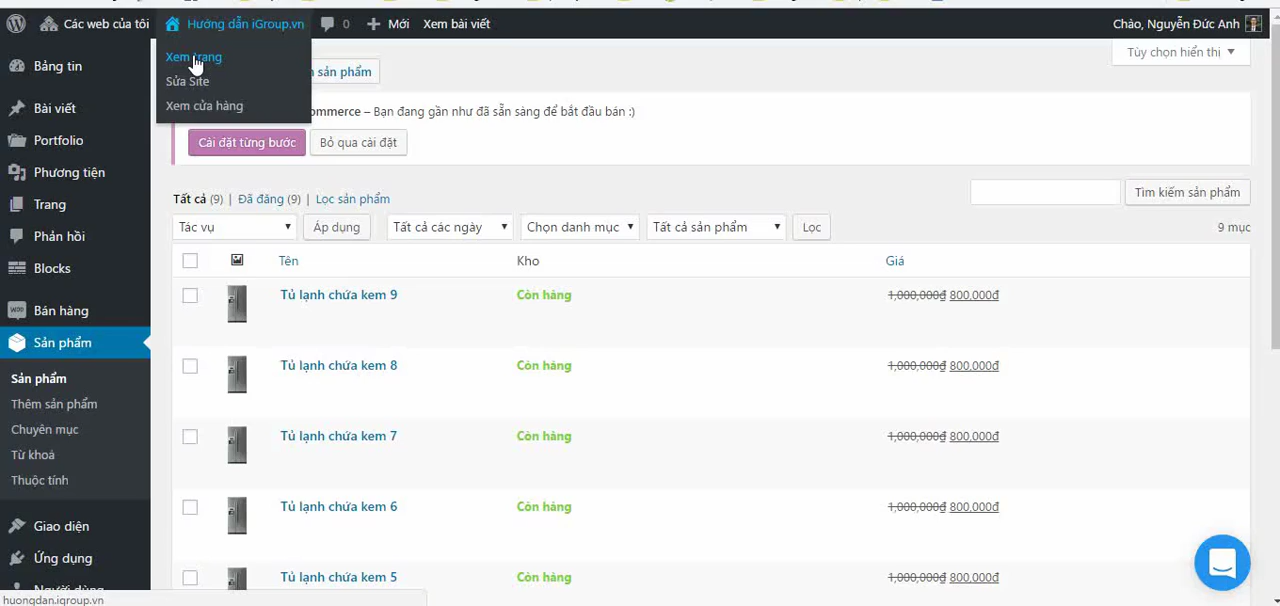 Các web của tôi
Hướng dẫn iGroup.vn
0
Mới
Xem bài viết
Chào, Nguyễn Đức Anh
Xem trang
Sửa Site
Xem cửa hàng
sản phẩm
Tùy chọn hiển thị
– Bạn đang gần như đã sẵn sàng để bắt đầu bán :)
Cài đặt từng bước
Bỏ qua cài đặt
Bảng tin
Bài viết
Portfolio
Phương tiện
Trang
Phản hồi
Blocks
Bán hàng
Sản phẩm
Sản phẩm
Thêm sản phẩm
Chuyên mục
Từ khoá
Thuộc tính
Giao diện
Ứng dụng
Người dùng
Tất cả (9) | Đã đăng (9) | Lọc sản phẩm
Tìm kiếm sản phẩm
Tác vụ
Áp dụng
Tất cả các ngày
Chọn danh mục
Tất cả sản phẩm
Lọc
9 mục
Tên Kho Giá
Tủ lạnh chứa kem 9 Còn hàng 1,000,000₫ 800,000₫
Tủ lạnh chứa kem 8 Còn hàng 1,000,000₫ 800,000₫
Tủ lạnh chứa kem 7 Còn hàng 1,000,000₫ 800,000₫
Tủ lạnh chứa kem 6 Còn hàng 1,000,000₫ 800,000₫
Tủ lạnh chứa kem 5 Còn hàng 1,000,000₫ 800,000₫
huongdan.igroup.vn